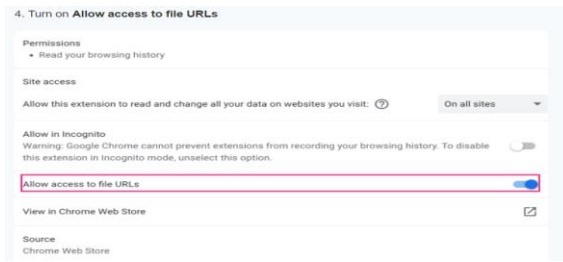 4. Turn on Allow access to file URLs
Permissions
• Read your browsing history
Site access
Allow this extension to read and change all your data on websites you visit: ? On all sites
Allow in Incognito
Warning: Google Chrome cannot prevent extensions from recording your browsing history. To disable
this extension in Incognito mode, unselect this option.
Allow access to file URLs
View in Chrome Web Store
Source
Chrome Web Store